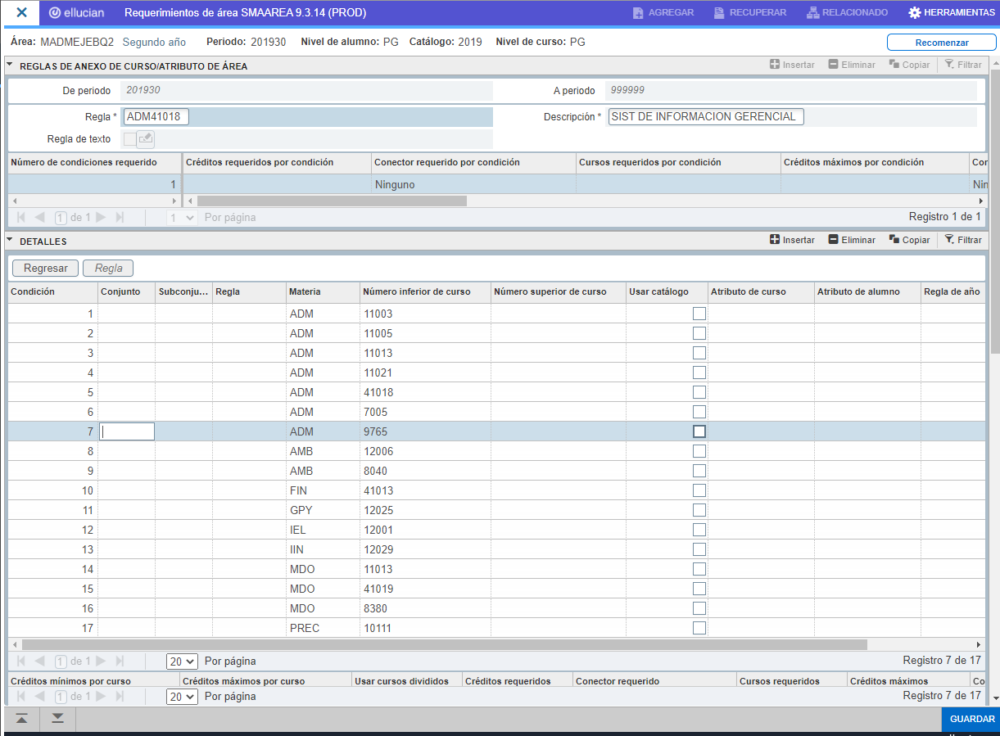 ✕ ellucian Requerimientos de área SMAAREA 9.3.14 (PROD) AGREGAR RECUPERAR RELACIONADO HERRAMIENTAS
Área: MADMEJEBQ2 Segundo año Periodo: 201930 Nivel de alumno: PG Catálogo: 2019 Nivel de curso: PG Recomenzar
REGLAS DE ANEXO DE CURSO/ATRIBUTO DE ÁREA Insertar Eliminar Copiar Filtrar
De periodo 201930 A periodo 999999
Regla * ADM41018 Descripción * SIST DE INFORMACION GERENCIAL
Regla de texto
Número de condiciones requerido Créditos requeridos por condición Conector requerido por condición Cursos requeridos por condición Créditos máximos por condición Cor
1 Ninguno Nin
1 de 1 1 Por página Registro 1 de 1
DETALLES Insertar Eliminar Copiar Filtrar
Regresar Regla
Condición Conjunto Subconju... Regla Materia Número inferior de curso Número superior de curso Usar catálogo Atributo de curso Atributo de alumno Regla de año
1 ADM 11003
2 ADM 11005
3 ADM 11013
4 ADM 11021
5 ADM 41018
6 ADM 7005
7 ADM 9765
8 AMB 12006
9 AMB 8040
10 FIN 41013
11 GPY 12025
12 IEL 12001
13 IIN 12029
14 MDO 11013
15 MDO 41019
16 MDO 8380
17 PREC 10111
1 de 1 20 Por página Registro 7 de 17
Créditos mínimos por curso Créditos máximos por curso Usar cursos divididos Créditos requeridos Conector requerido Cursos requeridos Créditos máximos Co
1 de 1 20 Por página Registro 7 de 17
GUARDAR